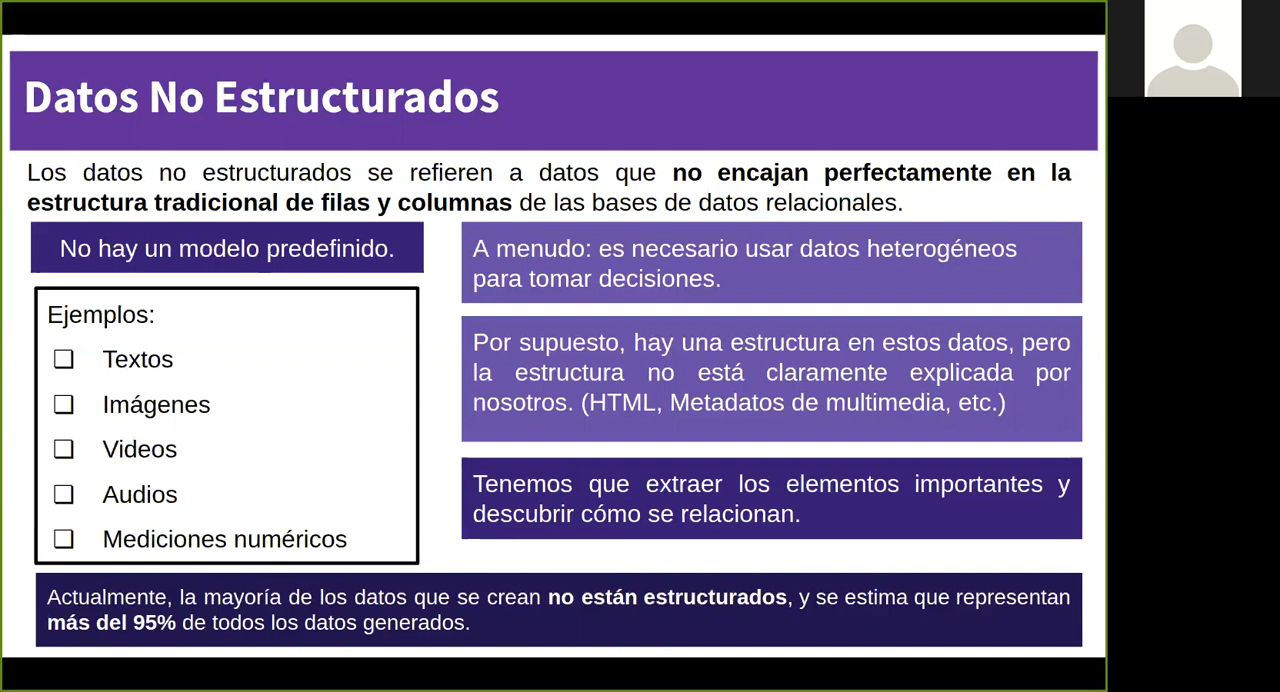 Datos No Estructurados
Los datos no estructurados se refieren a datos que no encajan perfectamente en la
estructura tradicional de filas y columnas de las bases de datos relacionales.
No hay un modelo predefinido.
Ejemplos:
❏ Textos
❏ Imágenes
❏ Videos
❏ Audios
❏ Mediciones numéricos
A menudo: es necesario usar datos heterogéneos
para tomar decisiones.
Por supuesto, hay una estructura en estos datos, pero
la estructura no está claramente explicada por
nosotros. (HTML, Metadatos de multimedia, etc.)
Tenemos que extraer los elementos importantes y
descubrir cómo se relacionan.
Actualmente, la mayoría de los datos que se crean no están estructurados, y se estima que representan
más del 95% de todos los datos generados.